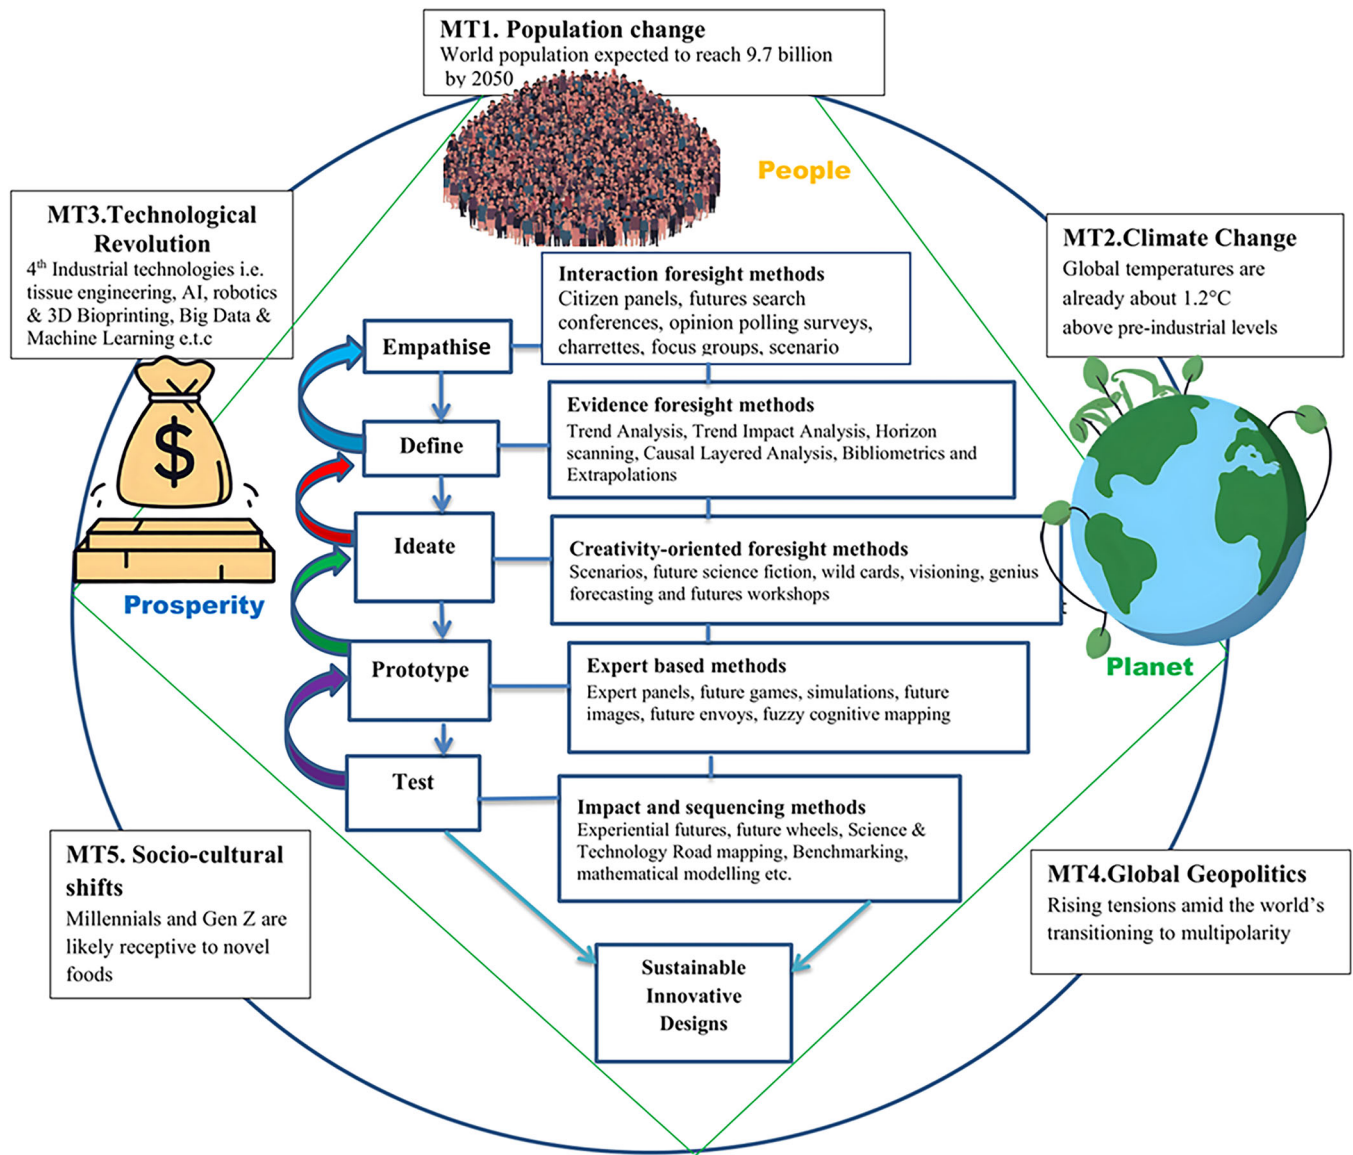 MT1. Population change
World population expected to reach 9.7 billion
by 2050
People
MT3.Technological
Revolution
4th Industrial technologies i.e.
tissue engineering, AI, robotics
& 3D Bioprinting, Big Data &
Machine Learning e.t.c
MT2.Climate Change
Global temperatures are
already about 1.2°C
above pre-industrial levels
Interaction foresight methods
Citizen panels, futures search
conferences, opinion polling surveys,
charrettes, focus groups, scenario
Empathise
Evidence foresight methods
Trend Analysis, Trend Impact Analysis, Horizon
scanning, Causal Layered Analysis, Bibliometrics and
Extrapolations
Define
$
Ideate
Creativity-oriented foresight methods
Scenarios, future science fiction, wild cards, visioning, genius
forecasting and futures workshops
Prosperity
Planet
Prototype
Expert based methods
Expert panels, future games, simulations, future
images, future envoys, fuzzy cognitive mapping
Test
Impact and sequencing methods
Experiential futures, future wheels, Science &
Technology Road mapping, Benchmarking,
mathematical modelling etc.
MT5. Socio-cultural
shifts
Millennials and Gen Z are
likely receptive to novel
foods
MT4.Global Geopolitics
Rising tensions amid the world's
transitioning to multipolarity
Sustainable
Innovative
Designs